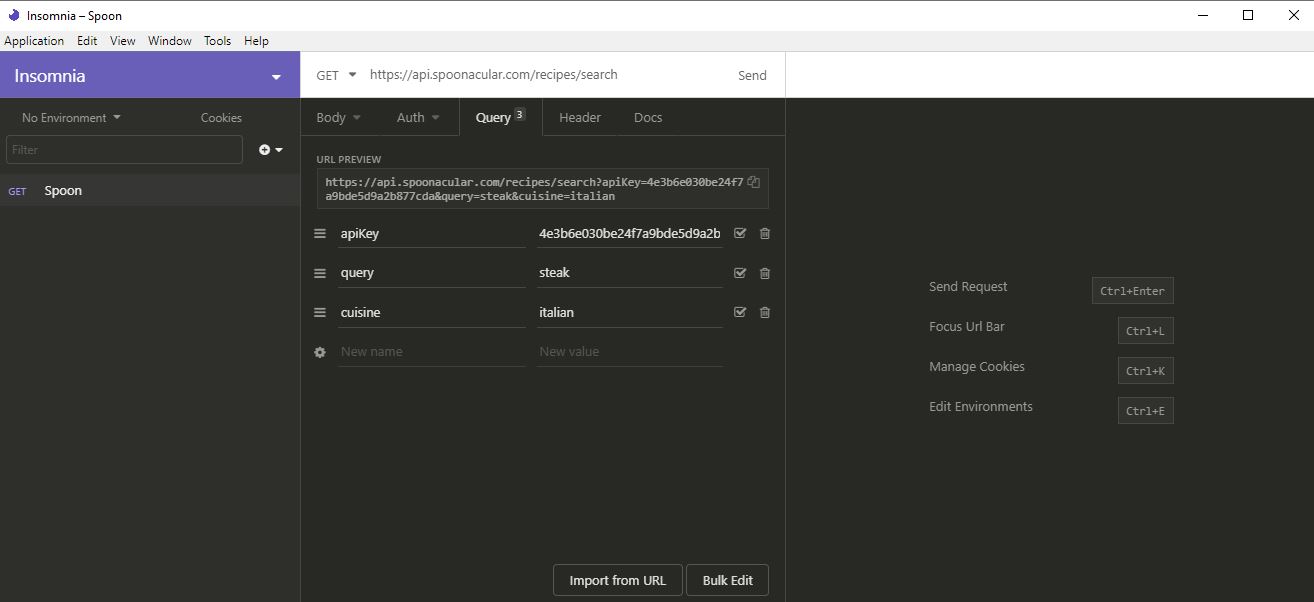 Insomnia – Spoon
Application Edit View Window Tools Help
Insomnia
GET https://api.spoonacular.com/recipes/search Send
No Environment Cookies
Filter
GET Spoon
Body Auth Query 3 Header Docs
URL PREVIEW
https://api.spoonacular.com/recipes/search?apiKey=4e3b6e030be24f7
a9bde5d9a2b877cda&query=steak&cuisine=italian
apiKey 4e3b6e030be24f7a9bde5d9a2b
query steak
cuisine italian
New name New value
Import from URL Bulk Edit
Send Request Ctrl+Enter
Focus Url Bar Ctrl+L
Manage Cookies Ctrl+K
Edit Environments Ctrl+E